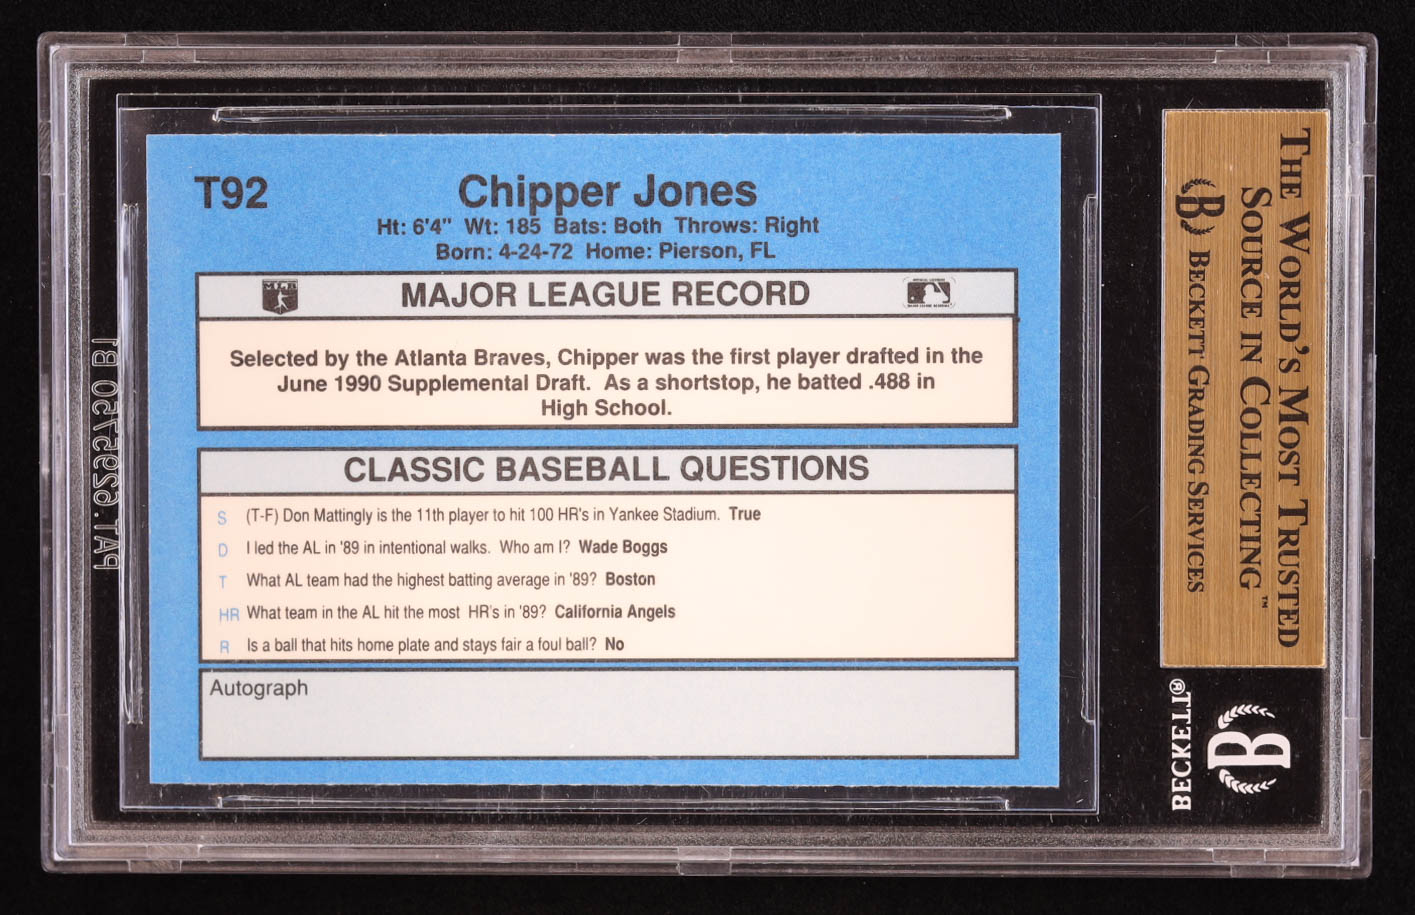 T92
Chipper Jones
Ht: 6'4" Wt: 185 Bats: Both Throws: Right
Born: 4-24-72 Home: Pierson, FL
MLB
MAJOR LEAGUE RECORD
Selected by the Atlanta Braves, Chipper was the first player drafted in the
June 1990 Supplemental Draft. As a shortstop, he batted .488 in
High School.
CLASSIC BASEBALL QUESTIONS
S (T-F) Don Mattingly is the 11th player to hit 100 HR's in Yankee Stadium. True
D I led the AL in '89 in intentional walks. Who am I? Wade Boggs
T What AL team had the highest batting average in '89? Boston
HR What team in the AL hit the most HR's in '89? California Angels
R Is a ball that hits home plate and stays fair a foul ball? No
Autograph
THE WORLD'S MOST TRUSTED
SOURCE IN COLLECTING™
B BECKETT GRADING SERVICES
B
BECKETT®